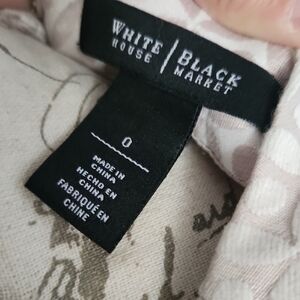 WHITE | BLACK
HOUSE | MARKET
0
MADE IN
CHINA
HECHO EN
CHINA
FABRIQUÉ EN
CHINE